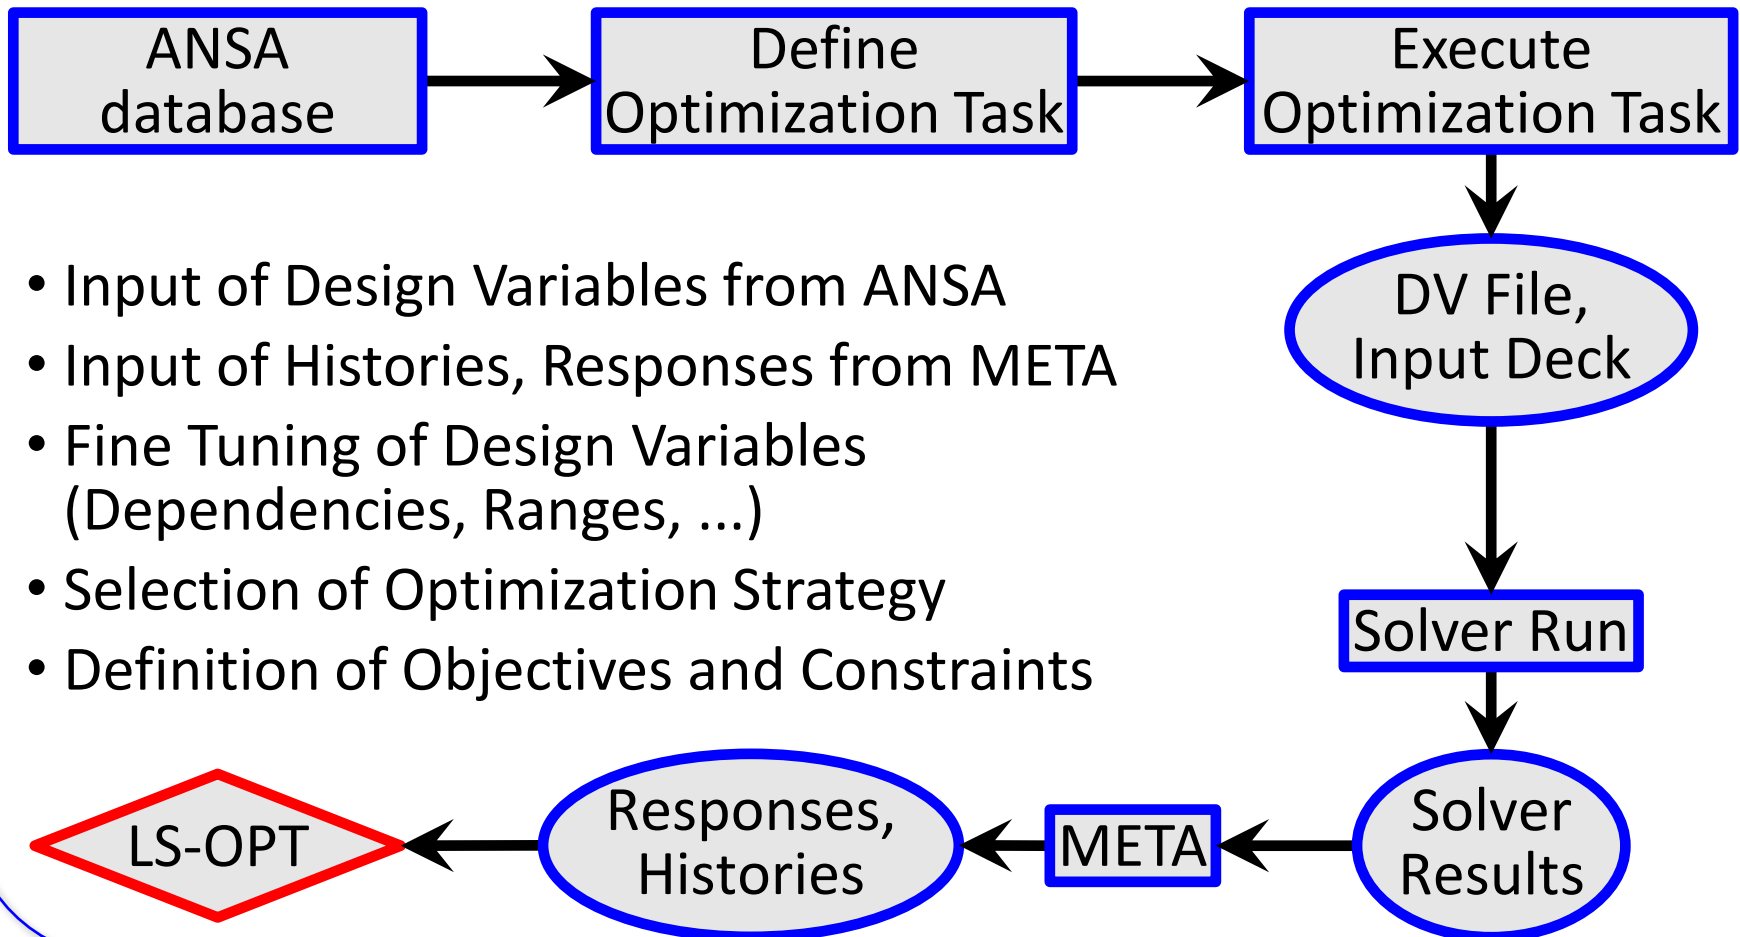 ANSA
database
Define
Optimization Task
Execute
Optimization Task
• Input of Design Variables from ANSA
• Input of Histories, Responses from META
• Fine Tuning of Design Variables
(Dependencies, Ranges, ...)
• Selection of Optimization Strategy
• Definition of Objectives and Constraints
DV File,
Input Deck
Solver Run
Solver
Results
META
Responses,
Histories
LS-OPT